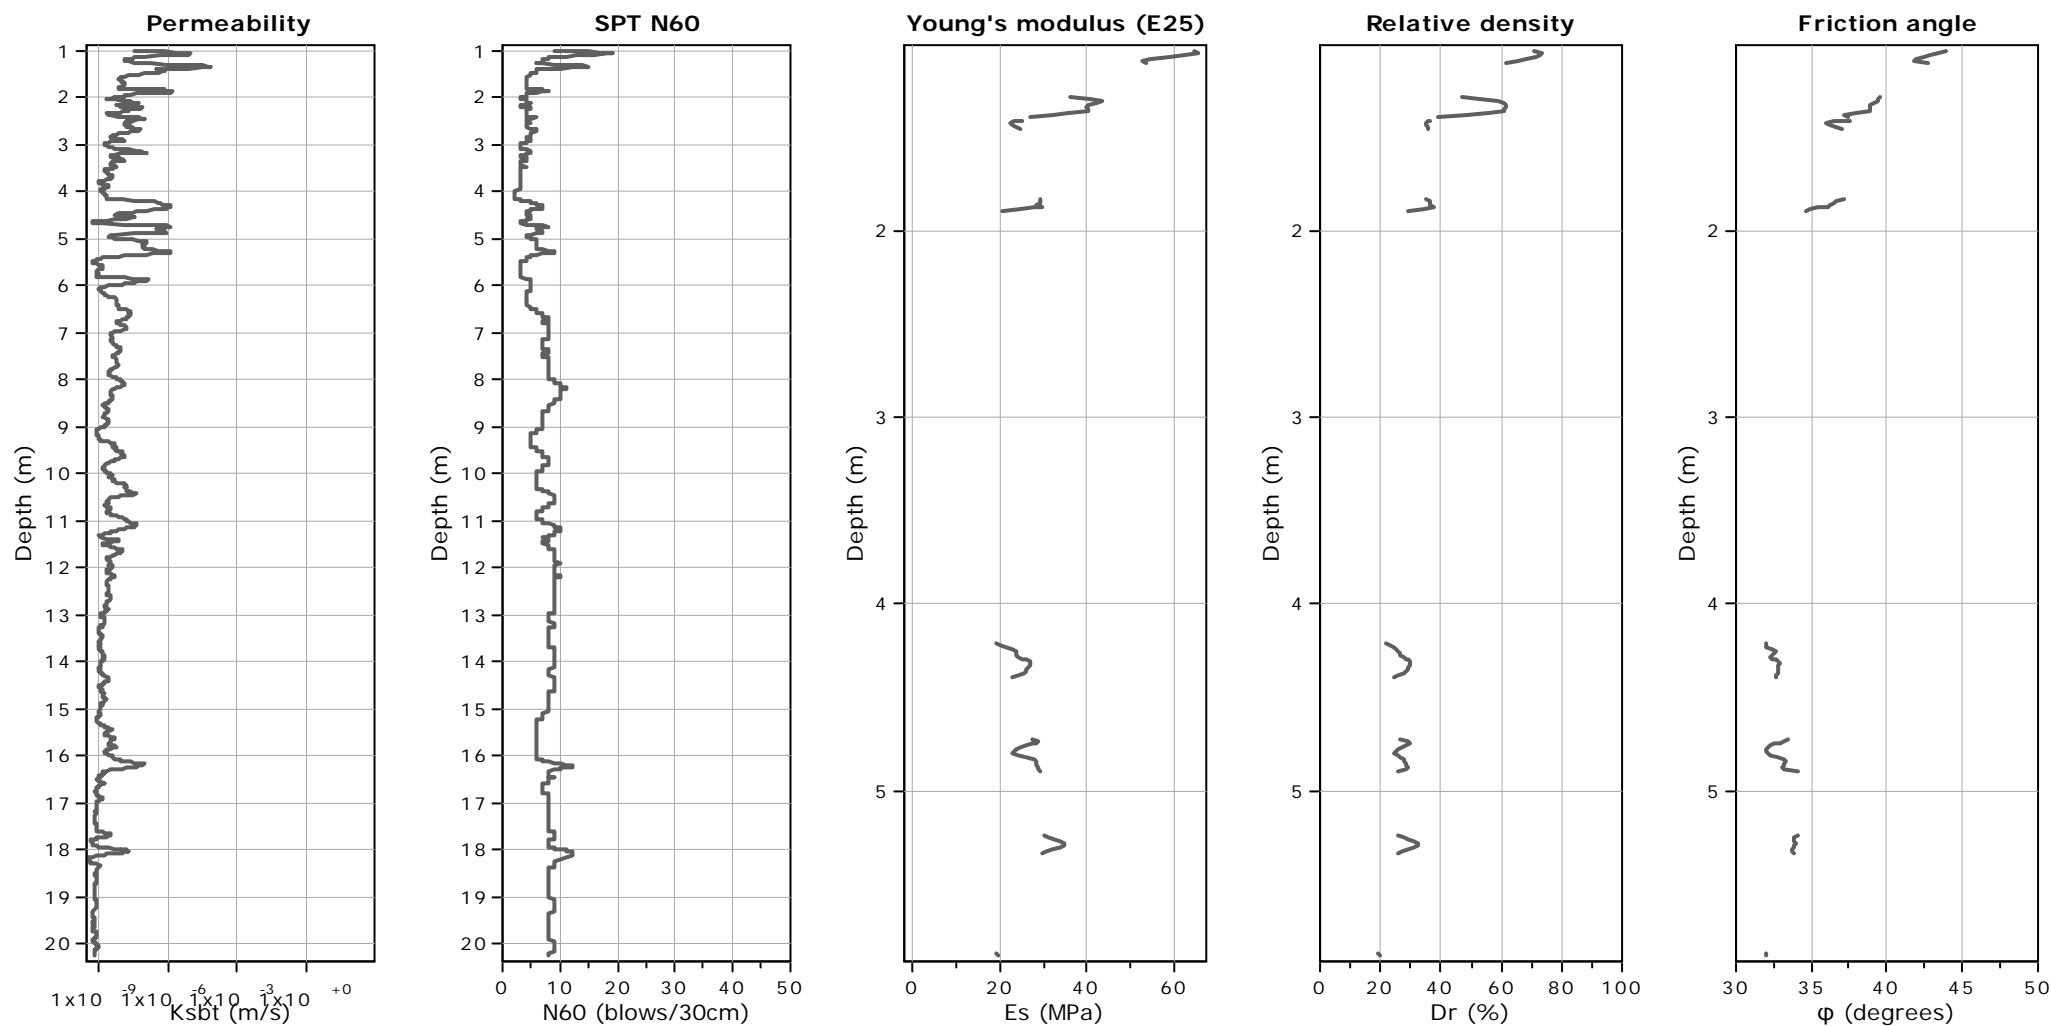 Permeability
1
2
3
4
5
6
7
8
9
10
11
12
13
14
15
16
17
18
19
20
Depth (m)
1x10 -9 1x10 -6 1x10 -3 1x10 +0
Ksbt (m/s)
SPT N60
1
2
3
4
5
6
7
8
9
10
11
12
13
14
15
16
17
18
19
20
Depth (m)
0 10 20 30 40 50
N60 (blows/30cm)
Young's modulus (E25)
2
3
4
5
Depth (m)
0 20 40 60
Es (MPa)
Relative density
2
3
4
5
Depth (m)
0 20 40 60 80 100
Dr (%)
Friction angle
2
3
4
5
Depth (m)
30 35 40 45 50
φ (degrees)